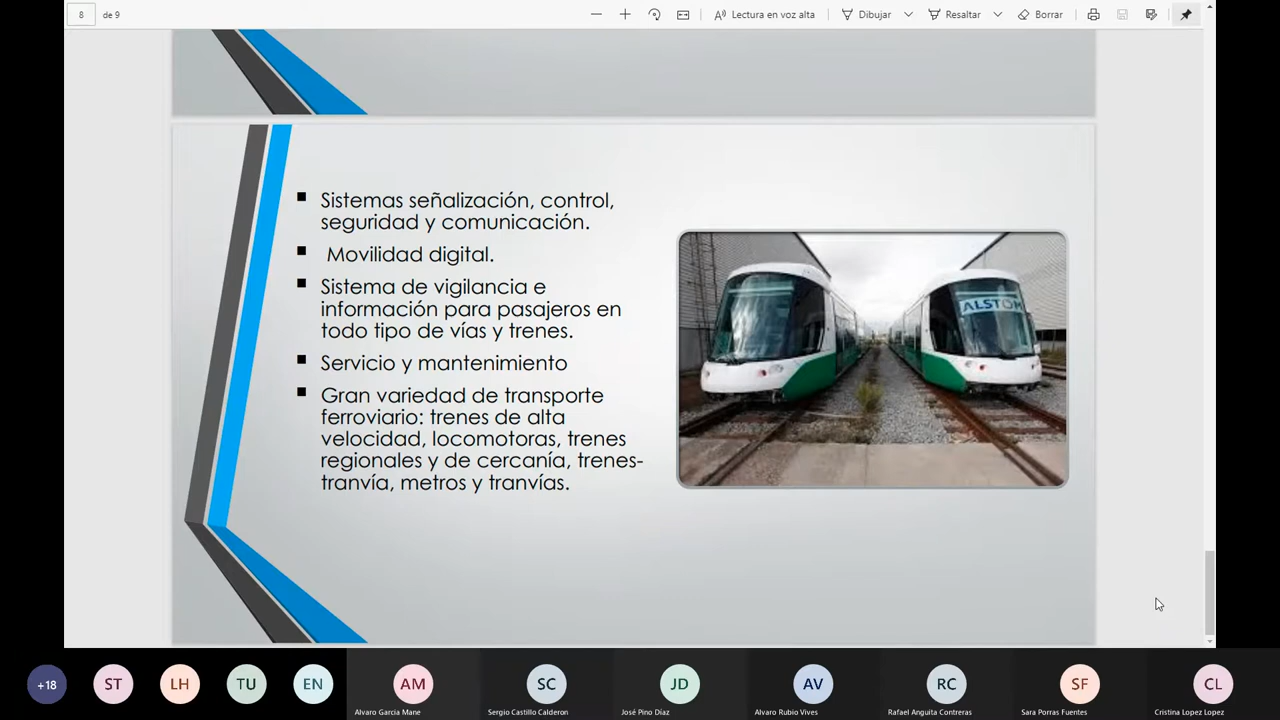 8 de 9
Lectura en voz alta
Dibujar
Resaltar
Borrar
Sistemas señalización, control,
seguridad y comunicación.
Movilidad digital.
Sistema de vigilancia e
información para pasajeros en
todo tipo de vías y trenes.
Servicio y mantenimiento
Gran variedad de transporte
ferroviario: trenes de alta
velocidad, locomotoras, trenes
regionales y de cercanía, trenes-
tranvía, metros y tranvías.
ALSTOM
+18
ST
LH
TU
EN
AM
SC
JD
AV
RC
SF
CL
Alvaro Garcia Mane
Sergio Castillo Calderon
José Pino Díaz
Alvaro Rubio Vives
Rafael Anguita Contreras
Sara Porras Fuentes
Cristina Lopez Lopez